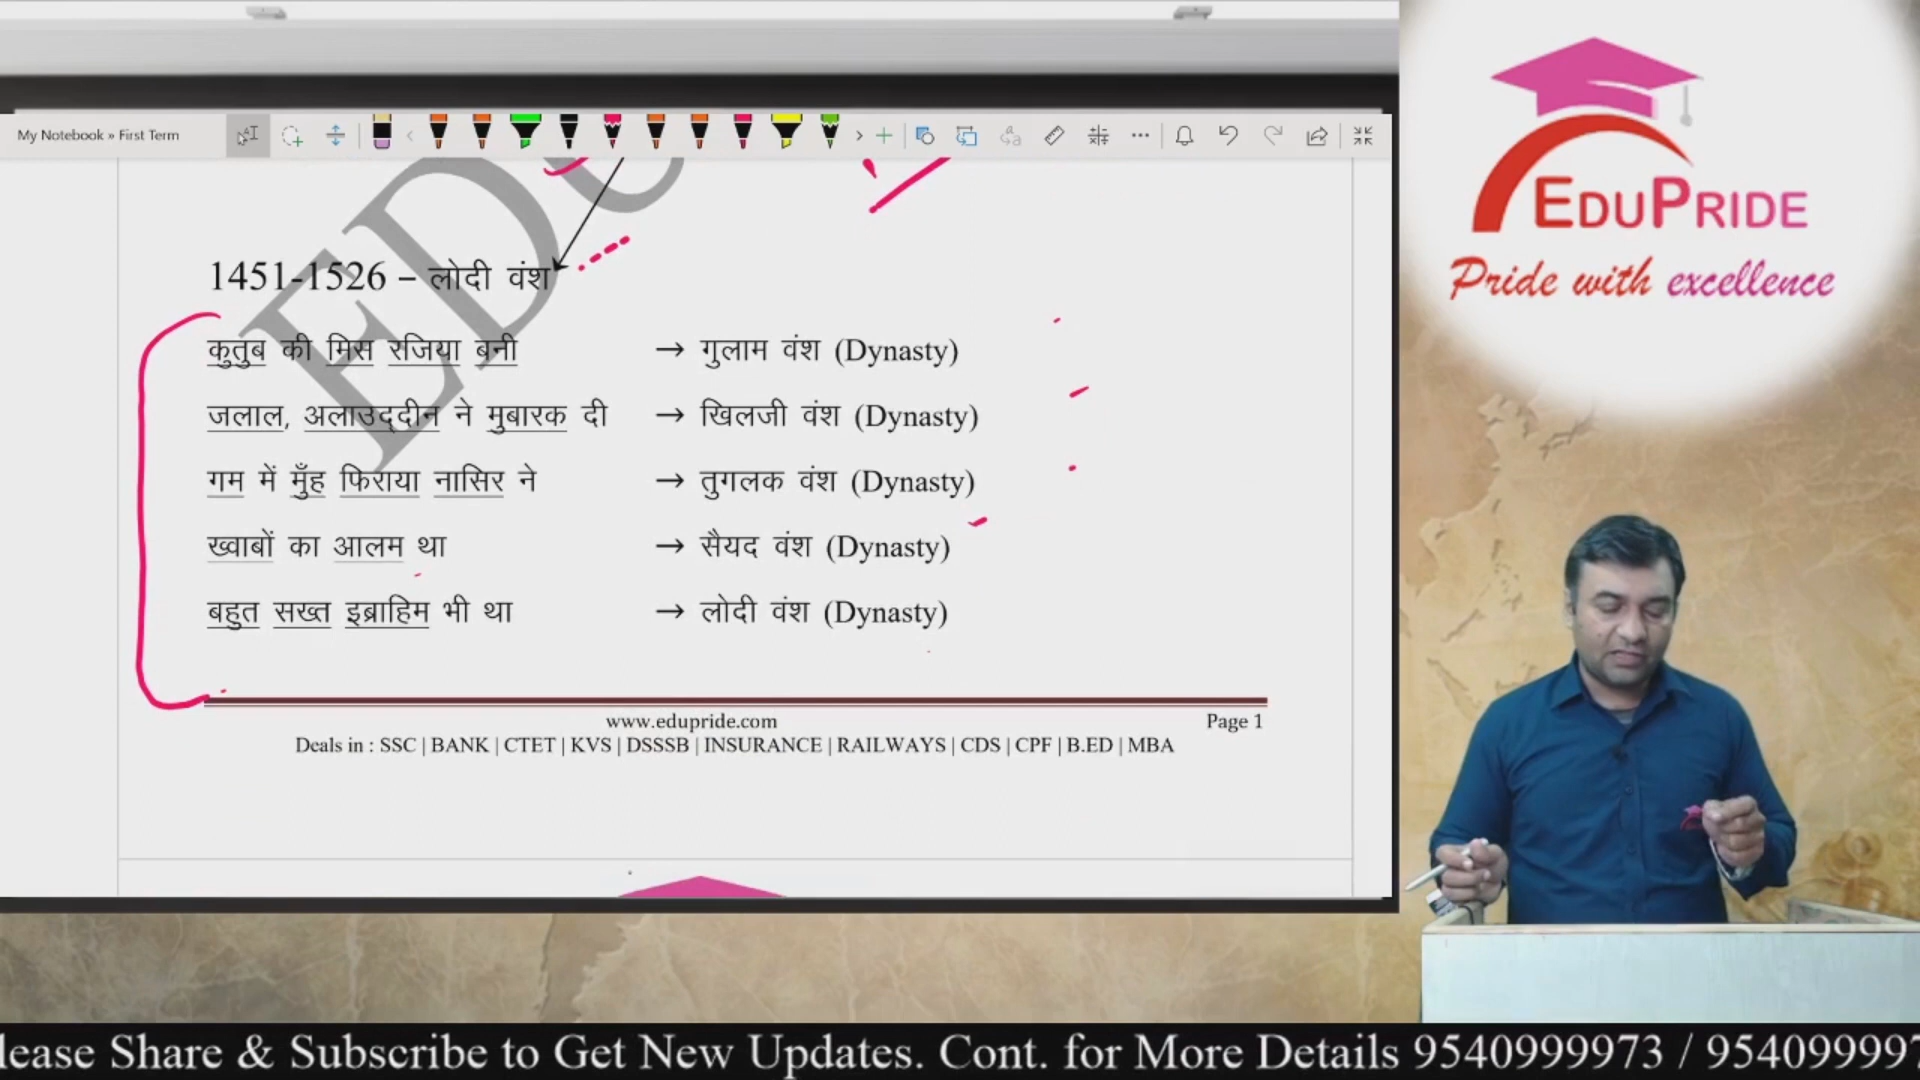 My Notebook » First Term
1451-1526 – लोदी वंश
कुतुब की मिस रजिया बनी → गुलाम वंश (Dynasty)
जलाल, अलाउद्दीन ने मुबारक दी → खिलजी वंश (Dynasty)
गम में मुँह फिराया नासिर ने → तुगलक वंश (Dynasty)
ख्वाबों का आलम था → सैयद वंश (Dynasty)
बहुत सख्त इब्राहिम भी था → लोदी वंश (Dynasty)
www.edupride.com Page 1
Deals in : SSC | BANK | CTET | KVS | DSSSB | INSURANCE | RAILWAYS | CDS | CPF | B.ED | MBA
EDUPRIDE
Pride with excellence
lease Share & Subscribe to Get New Updates. Cont. for More Details 9540999973 / 954099997